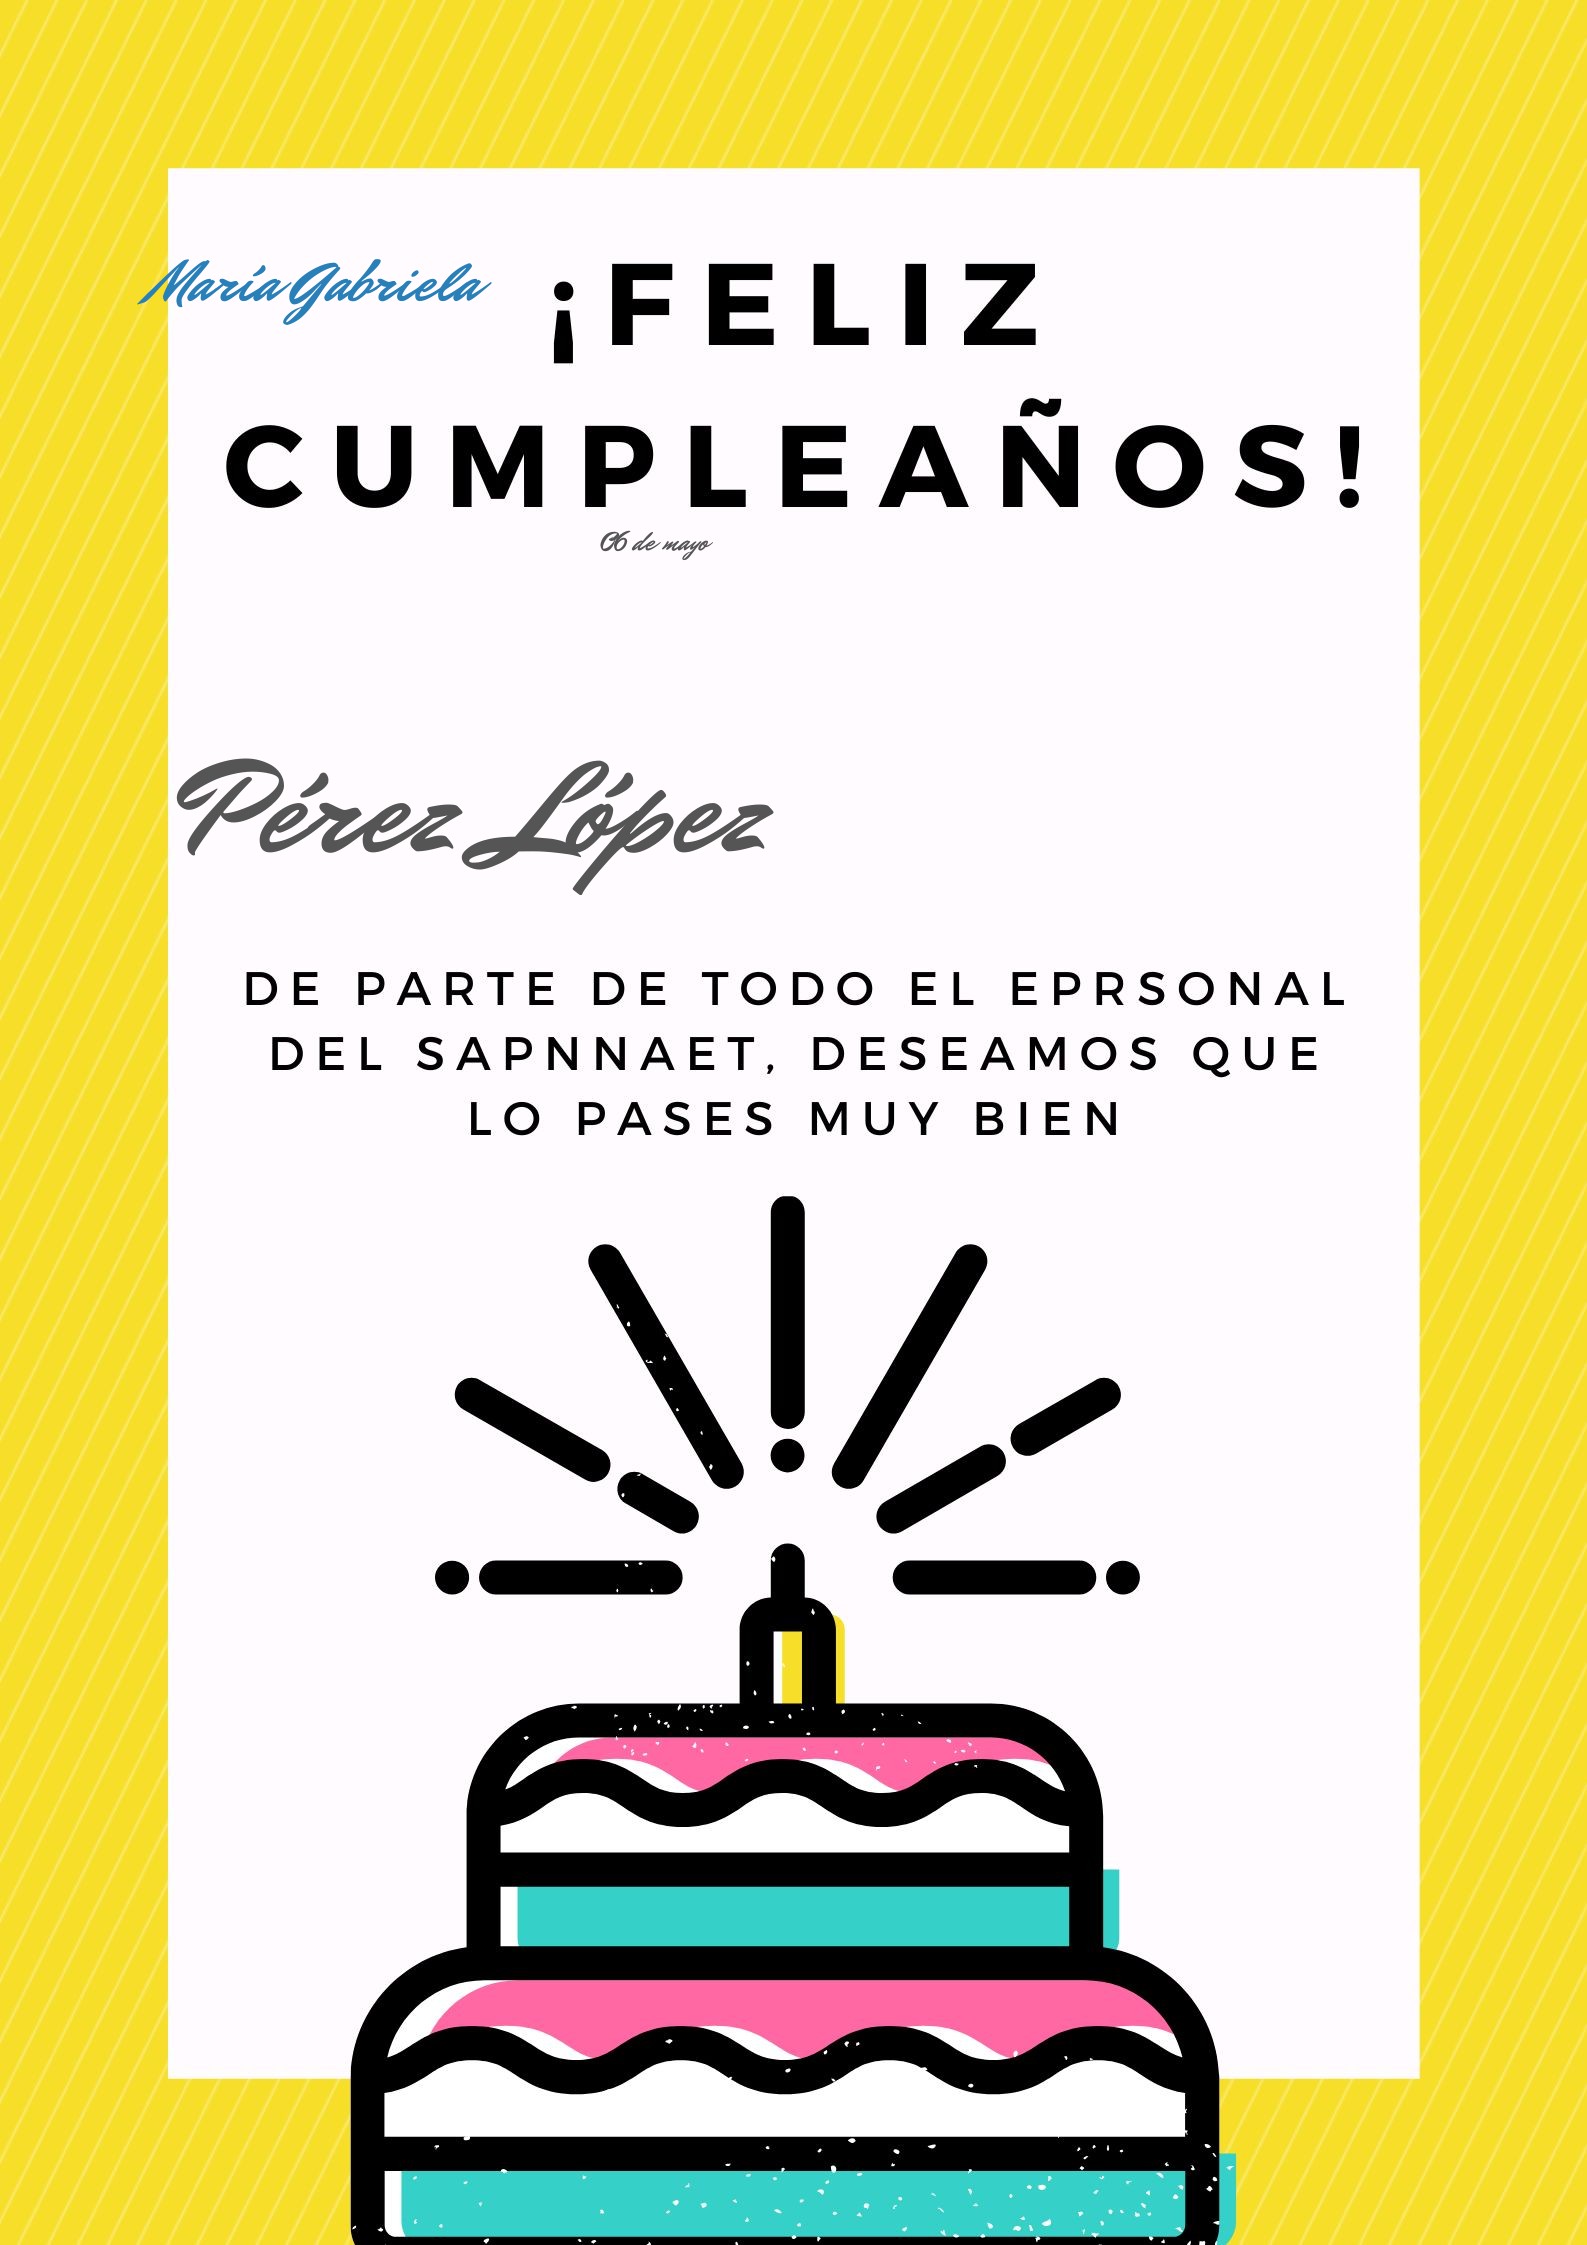 María Gabriela
¡FELIZ
CUMPLEAÑOS!
06 de mayo
Pérez López
DE PARTE DE TODO EL EPRSONAL
DEL SAPNNAET, DESEAMOS QUE
LO PASES MUY BIEN